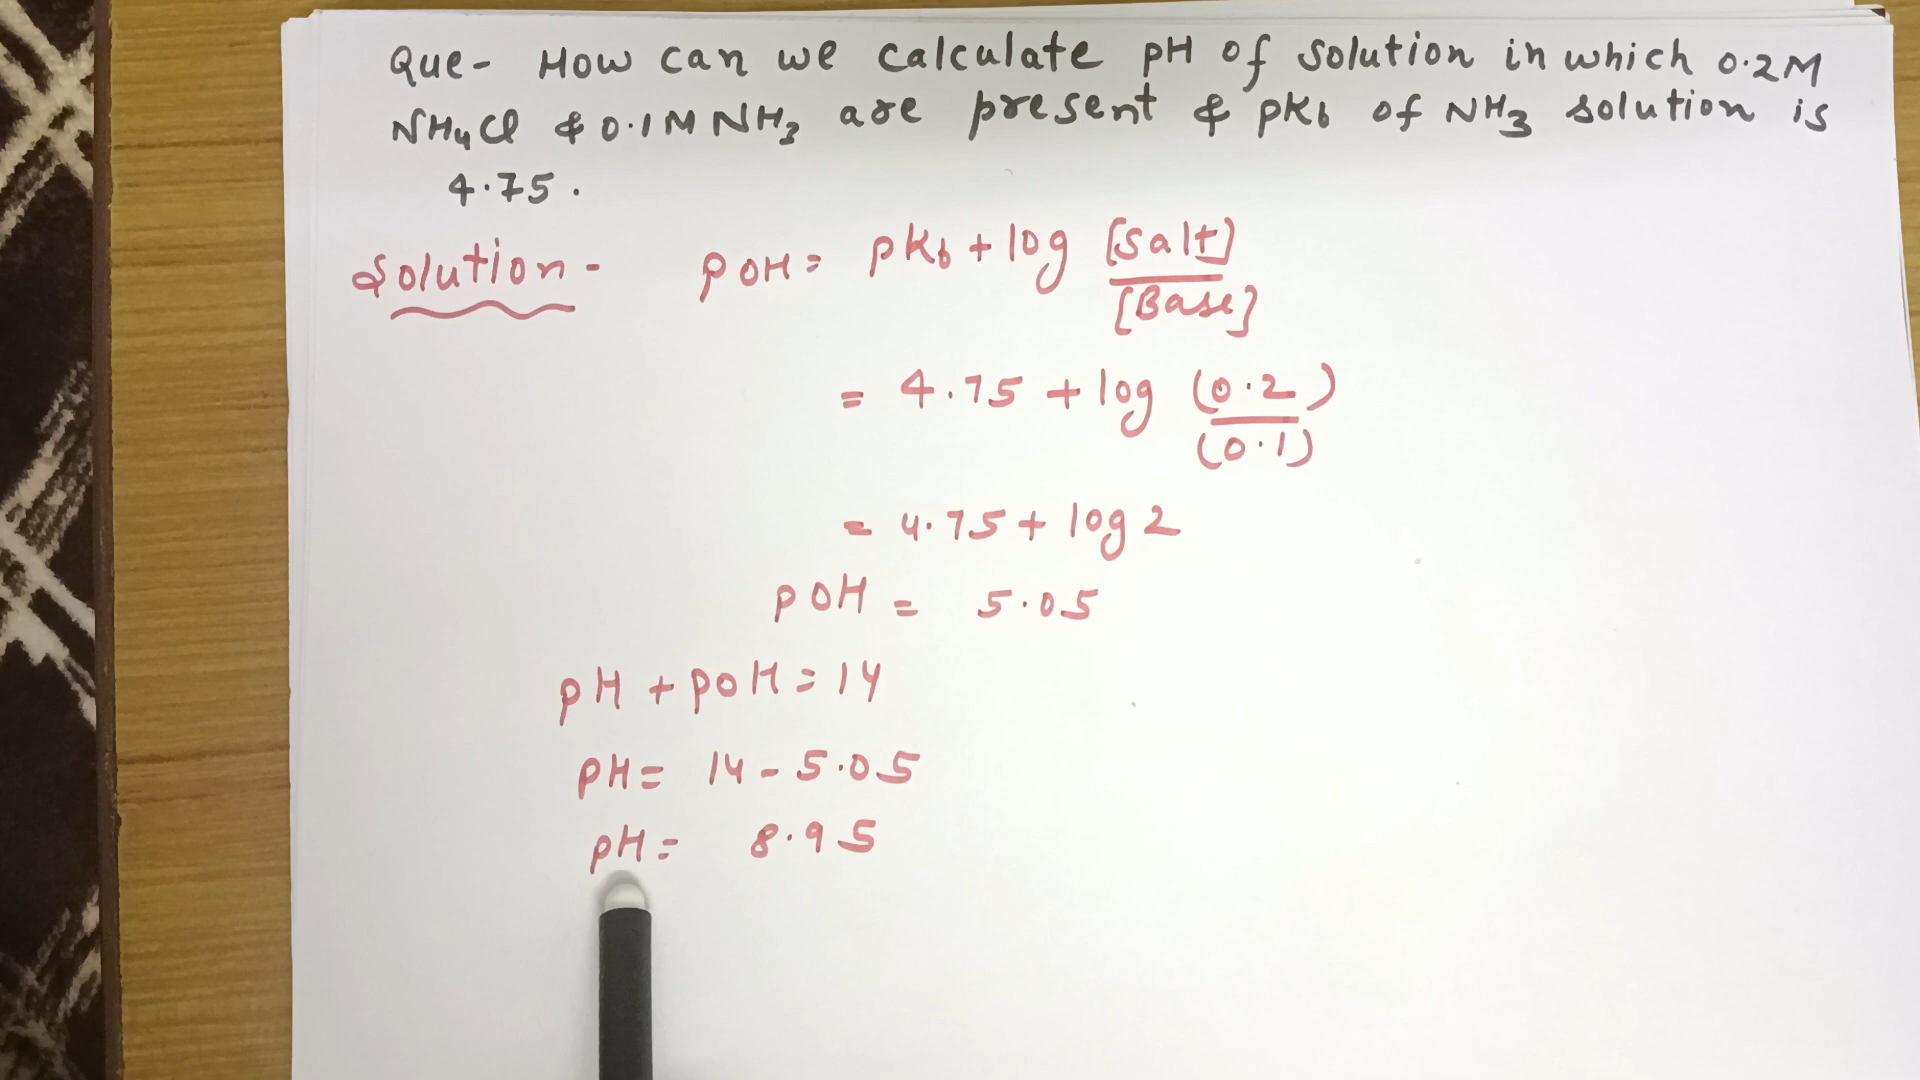 Que- How can we calculate pH of solution in which 0.2M
NH4Cl & 0.1M NH3 are present & pKb of NH3 solution is
4.75.
Solution- pOH = pKb + log [Salt]
[Base]
= 4.75 + log (0.2)
(0.1)
= 4.75 + log 2
pOH = 5.05
pH + pOH = 14
pH = 14 - 5.05
pH = 8.95